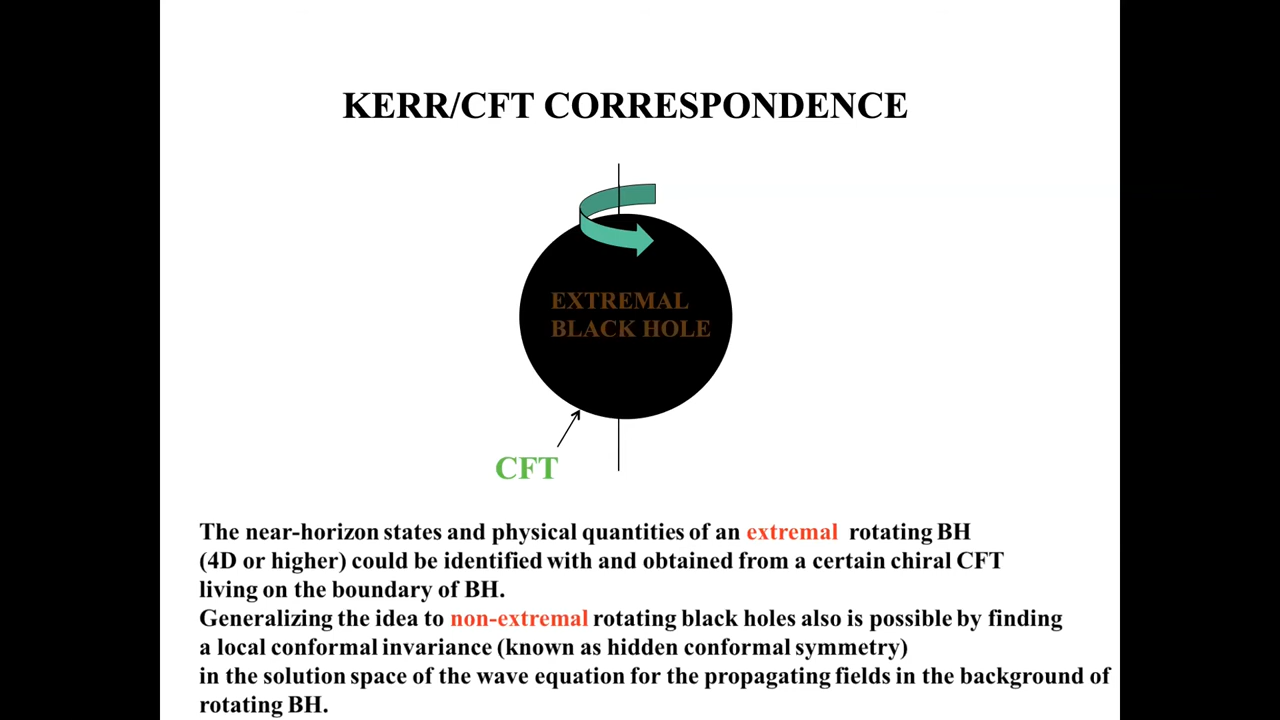 KERR/CFT CORRESPONDENCE
EXTREMAL
BLACK HOLE
CFT
The near-horizon states and physical quantities of an extremal rotating BH
(4D or higher) could be identified with and obtained from a certain chiral CFT
living on the boundary of BH.
Generalizing the idea to non-extremal rotating black holes also is possible by finding
a local conformal invariance (known as hidden conformal symmetry)
in the solution space of the wave equation for the propagating fields in the background of
rotating BH.